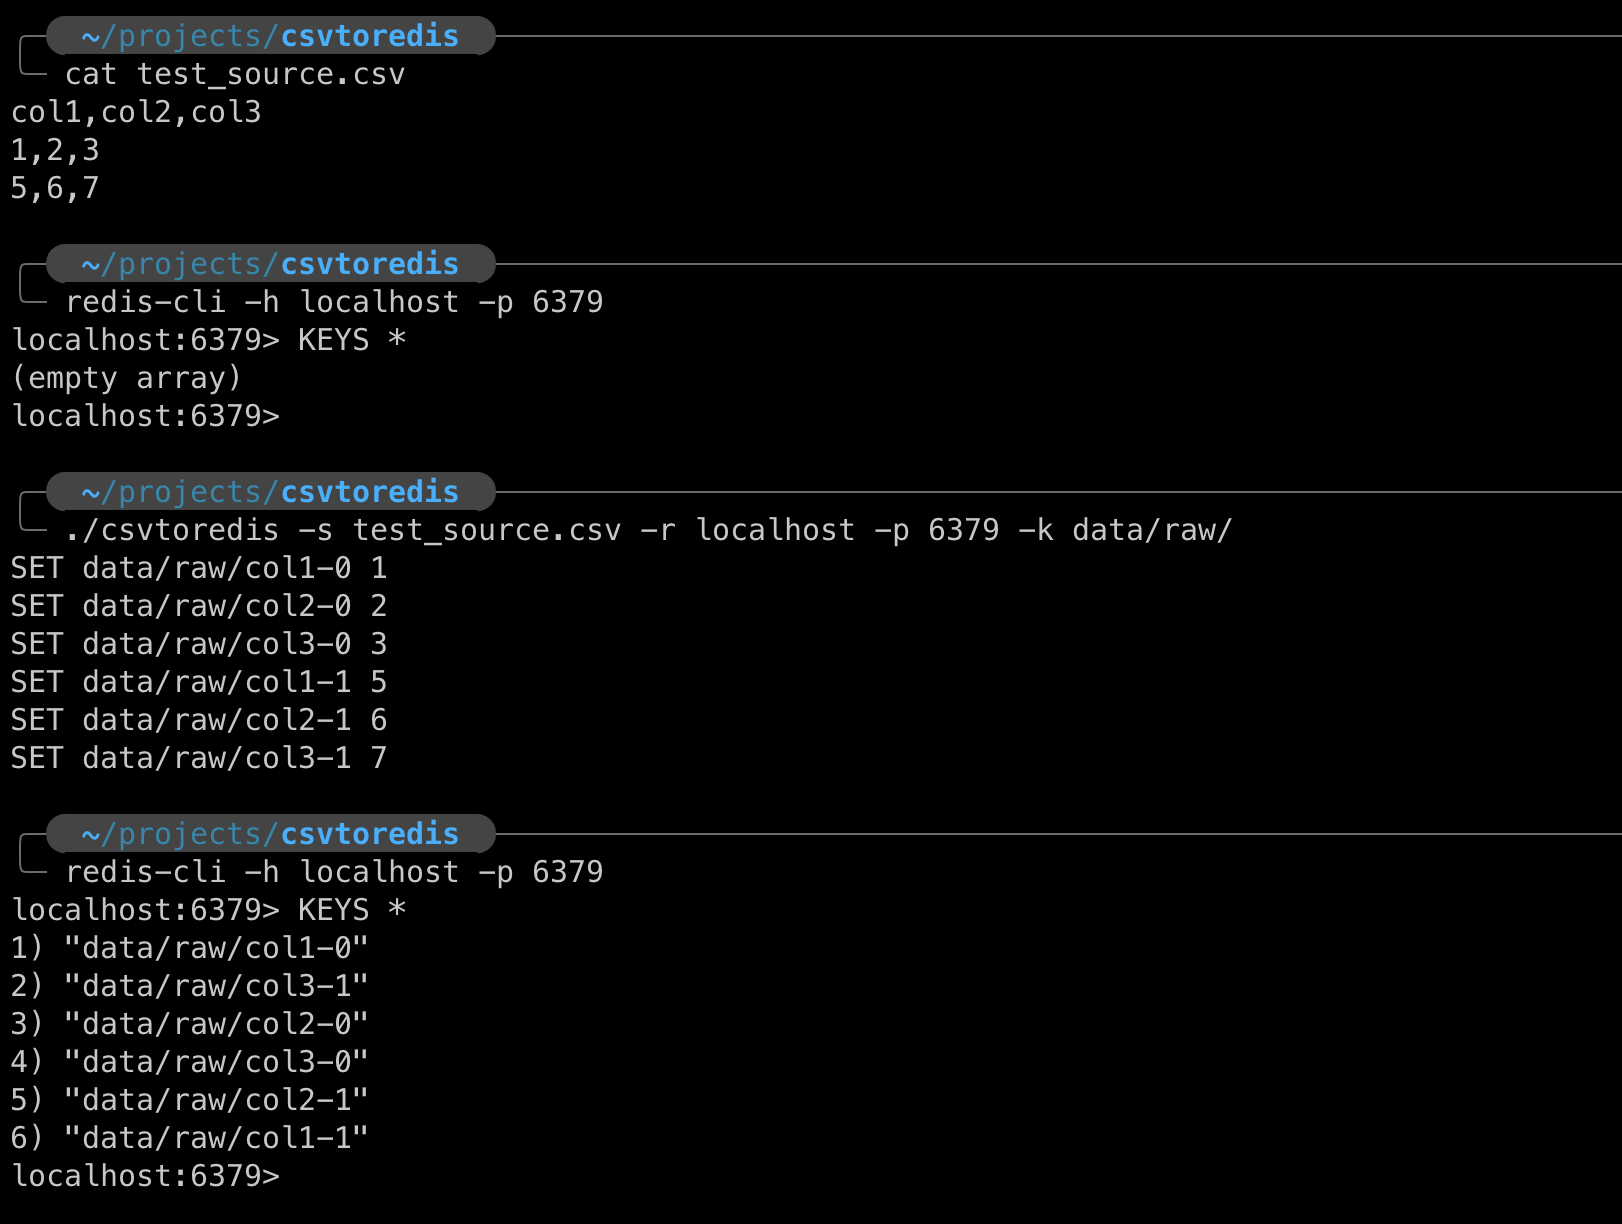 ~/projects/csvtoredis
cat test_source.csv
col1,col2,col3
1,2,3
5,6,7
~/projects/csvtoredis
redis-cli -h localhost -p 6379
localhost:6379> KEYS *
(empty array)
localhost:6379>
~/projects/csvtoredis
./csvtoredis -s test_source.csv -r localhost -p 6379 -k data/raw/
SET data/raw/col1-0 1
SET data/raw/col2-0 2
SET data/raw/col3-0 3
SET data/raw/col1-1 5
SET data/raw/col2-1 6
SET data/raw/col3-1 7
~/projects/csvtoredis
redis-cli -h localhost -p 6379
localhost:6379> KEYS *
1) "data/raw/col1-0"
2) "data/raw/col3-1"
3) "data/raw/col2-0"
4) "data/raw/col3-0"
5) "data/raw/col2-1"
6) "data/raw/col1-1"
localhost:6379>